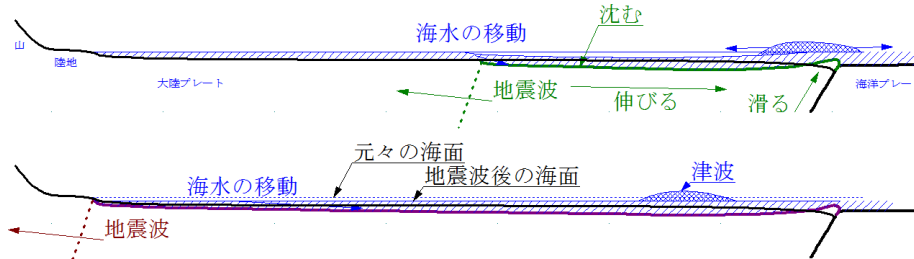 山
陸地
大陸プレート
海水の移動
沈む
地震波
伸びる
滑る
海洋プレー
元々の海面
地震波後の海面
海水の移動
津波
地震波